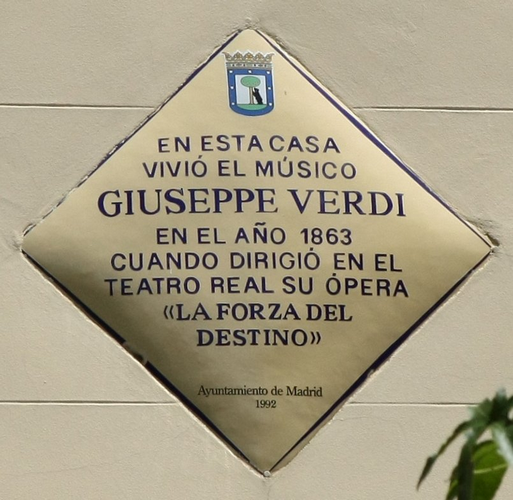 EN ESTA CASA
VIVIÓ EL MÚSICO
GIUSEPPE VERDI
EN EL AÑO 1863
CUANDO DIRIGIÓ EN EL
TEATRO REAL SU ÓPERA
«LA FORZA DEL
DESTINO»
Ayuntamiento de Madrid
1992